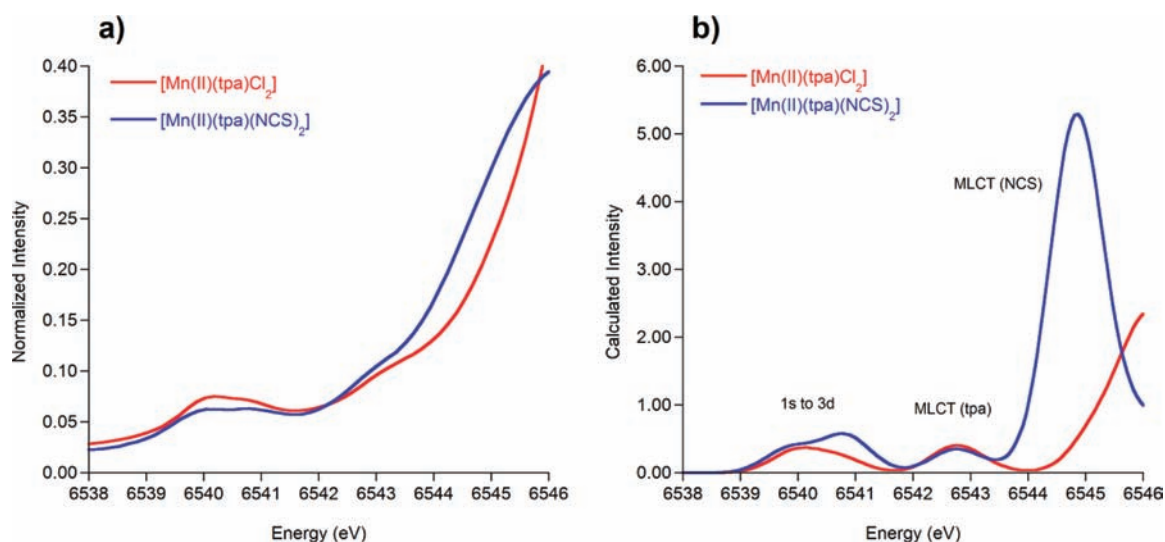 a)
[Mn(II)(tpa)Cl2]
[Mn(II)(tpa)(NCS)2]
Normalized Intensity
0.40
0.35
0.30
0.25
0.20
0.15
0.10
0.05
0.00
6538 6539 6540 6541 6542 6543 6544 6545 6546
Energy (eV)
b)
[Mn(II)(tpa)Cl2]
[Mn(II)(tpa)(NCS)2]
Calculated Intensity
6.00
5.00
4.00
3.00
2.00
1.00
0.00
MLCT (NCS)
1s to 3d
MLCT (tpa)
6538 6539 6540 6541 6542 6543 6544 6545 6546
Energy (eV)